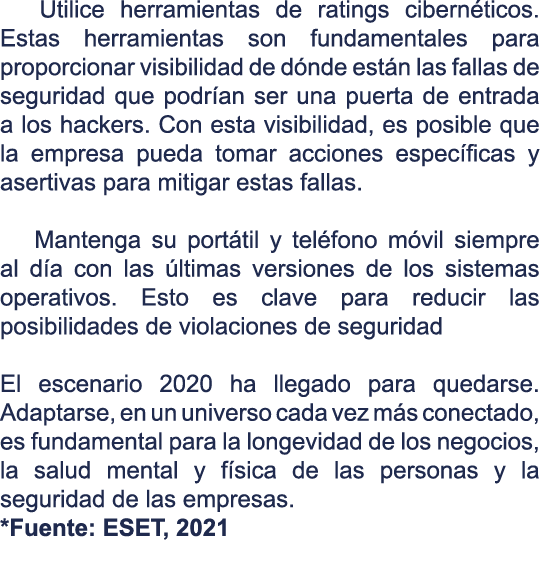 Utilice herramientas de ratings cibernéticos.
Estas herramientas son fundamentales para
proporcionar visibilidad de dónde están las fallas de
seguridad que podrían ser una puerta de entrada
a los hackers. Con esta visibilidad, es posible que
la empresa pueda tomar acciones específicas y
asertivas para mitigar estas fallas.

Mantenga su portátil y teléfono móvil siempre
al día con las últimas versiones de los sistemas
operativos. Esto es clave para reducir las
posibilidades de violaciones de seguridad

El escenario 2020 ha llegado para quedarse.
Adaptarse, en un universo cada vez más conectado,
es fundamental para la longevidad de los negocios,
la salud mental y física de las personas y la
seguridad de las empresas.
*Fuente: ESET, 2021